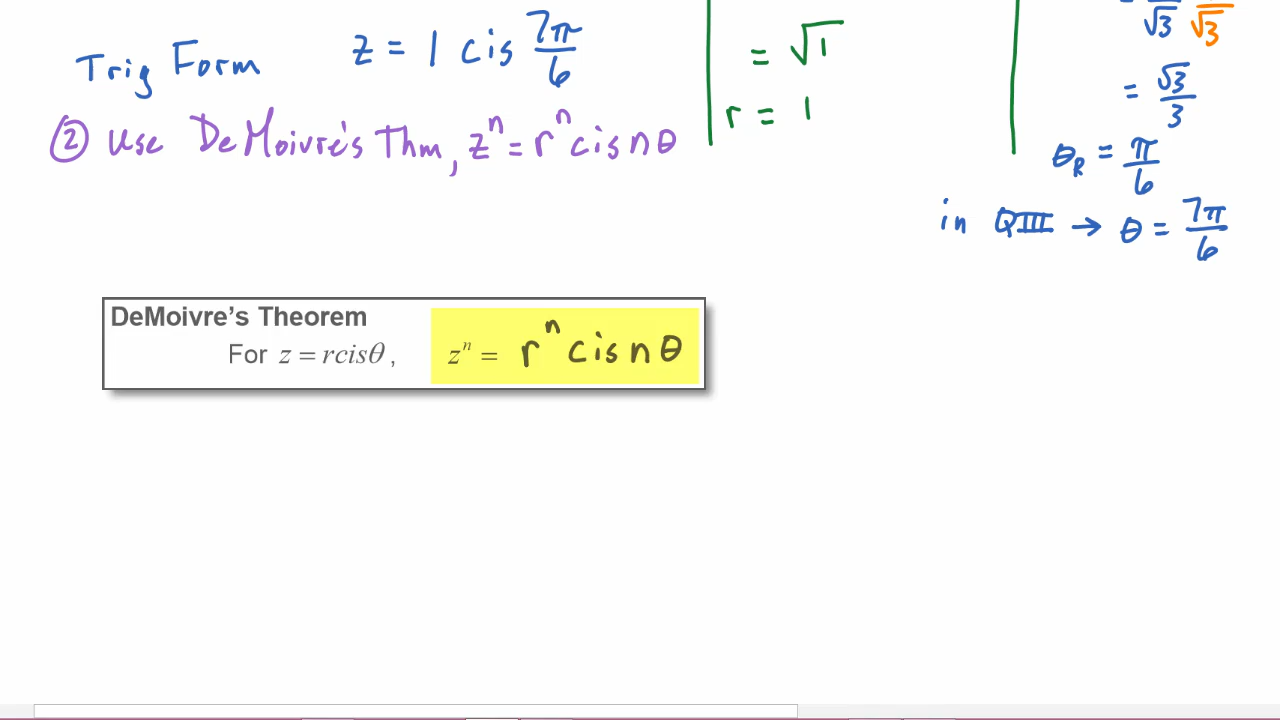 Trig Form z = 1 cis 7π/6
② Use DeMoivre's Thm, zⁿ = rⁿ cis nθ
= √1
r = 1
= √3 √3
= √3/3
θ_R = π/6
in QIII → θ = 7π/6
DeMoivre's Theorem
For z = rcisθ, zⁿ = rⁿ cis nθ